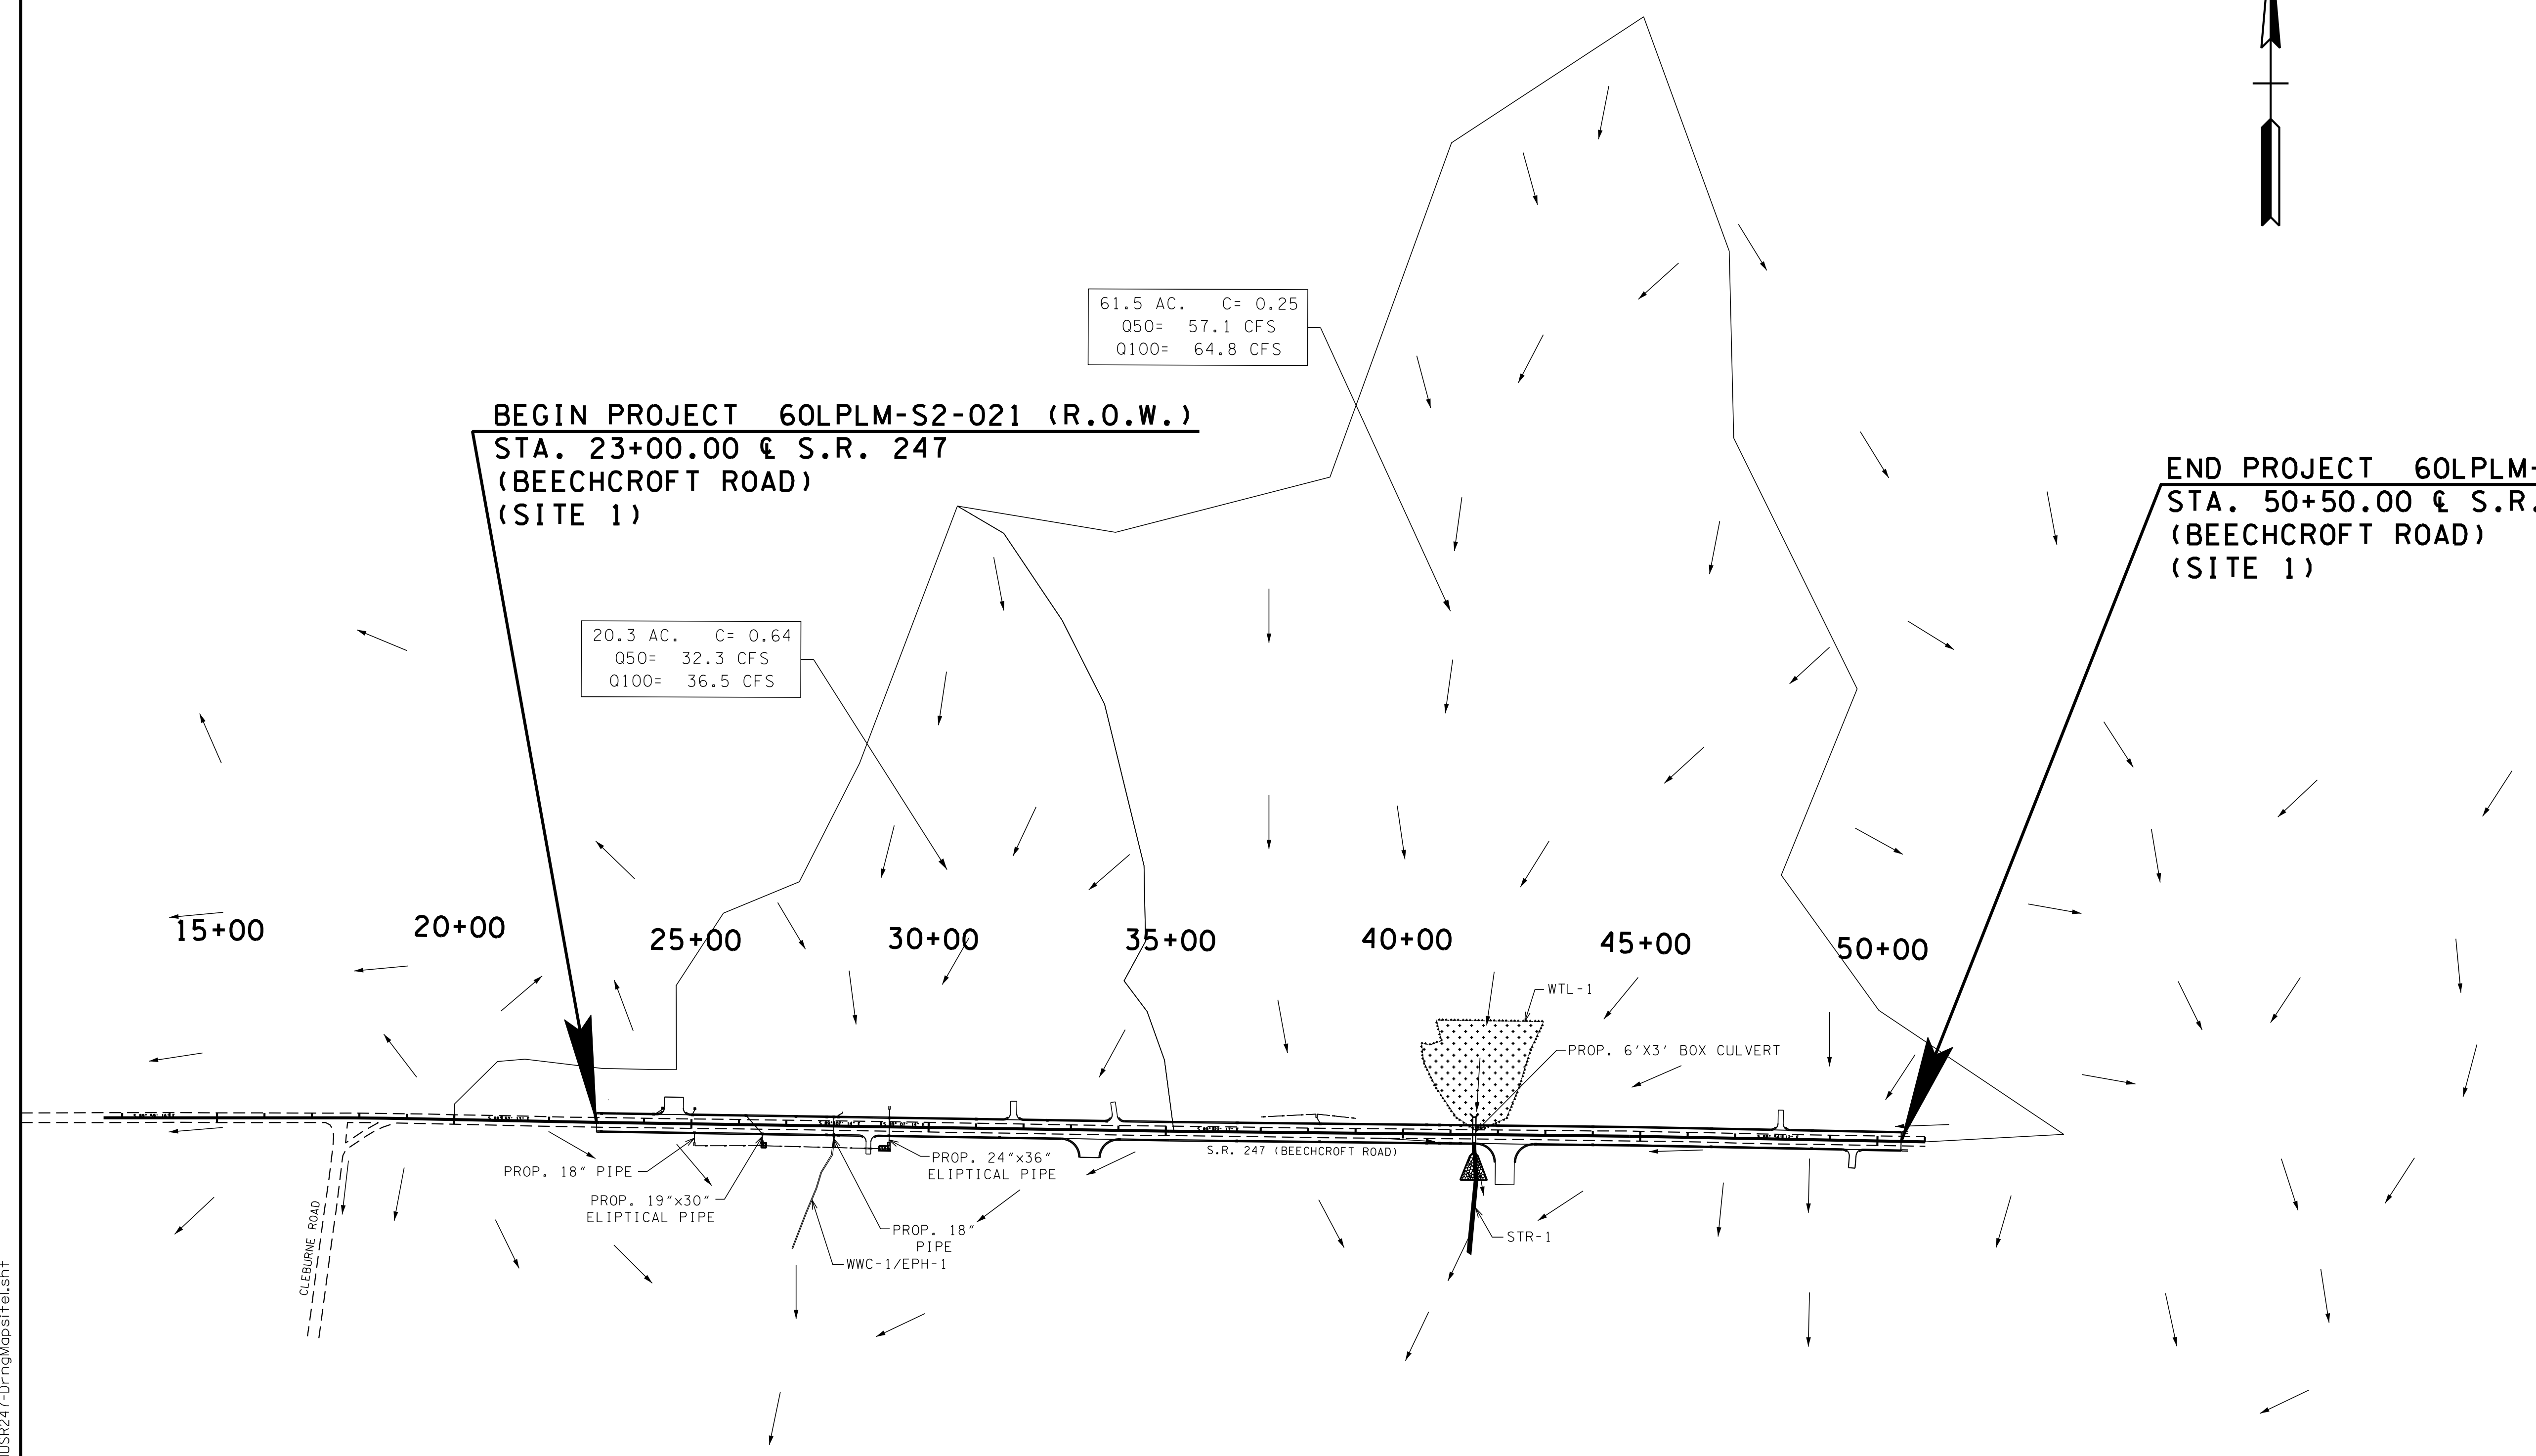 61.5 AC. C= 0.25
Q50= 57.1 CFS
Q100= 64.8 CFS
BEGIN PROJECT 60LPLM-S2-021 (R.O.W.)
STA. 23+00.00 ℄ S.R. 247
(BEECHCROFT ROAD)
(SITE 1)
END PROJECT 60LPLM-
STA. 50+50.00 ℄ S.R.
(BEECHCROFT ROAD)
(SITE 1)
20.3 AC. C= 0.64
Q50= 32.3 CFS
Q100= 36.5 CFS
15+00
20+00
25+00
30+00
35+00
40+00
45+00
50+00
WTL-1
PROP. 6'X3' BOX CULVERT
S.R. 247 (BEECHCROFT ROAD)
PROP. 18" PIPE
PROP. 24"x36"
ELIPTICAL PIPE
PROP. 19"x30"
ELIPTICAL PIPE
PROP. 18"
PIPE
WWC-1/EPH-1
STR-1
CLEBURNE ROAD
USR247-DrngMapsite1.sht